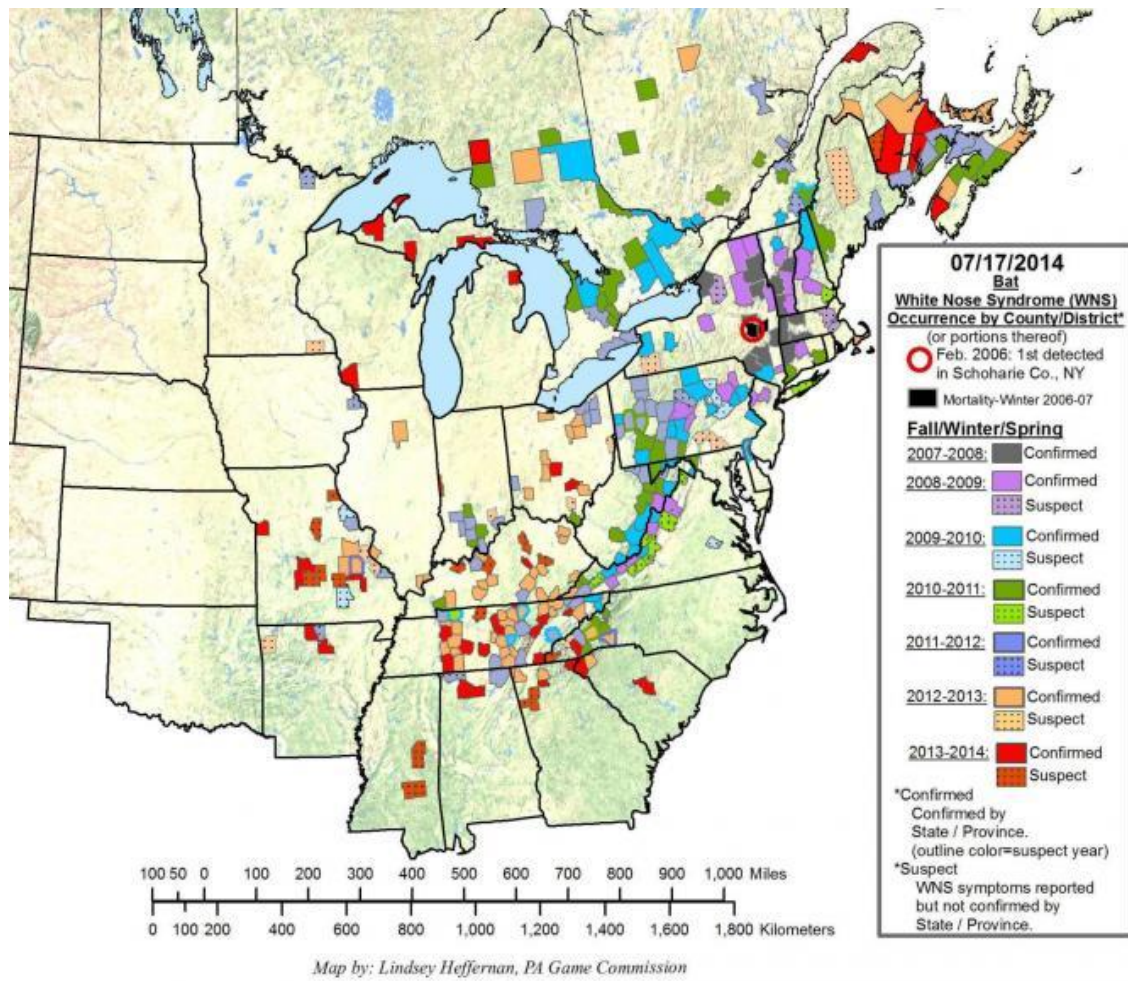 07/17/2014
Bat
White Nose Syndrome (WNS)
Occurrence by County/District*
(or portions thereof)
Feb. 2006: 1st detected
in Schoharie Co., NY
Mortality-Winter 2006-07
Fall/Winter/Spring
2007-2008: Confirmed
2008-2009: Confirmed
Suspect
2009-2010: Confirmed
Suspect
2010-2011: Confirmed
Suspect
2011-2012: Confirmed
Suspect
2012-2013: Confirmed
Suspect
2013-2014: Confirmed
Suspect
*Confirmed
Confirmed by
State / Province.
(outline color=suspect year)
*Suspect
WNS symptoms reported
but not confirmed by
State / Province.
100 50 0 100 200 300 400 500 600 700 800 900 1,000 Miles
0 100 200 400 600 800 1,000 1,200 1,400 1,600 1,800 Kilometers
Map by: Lindsey Heffernan, PA Game Commission